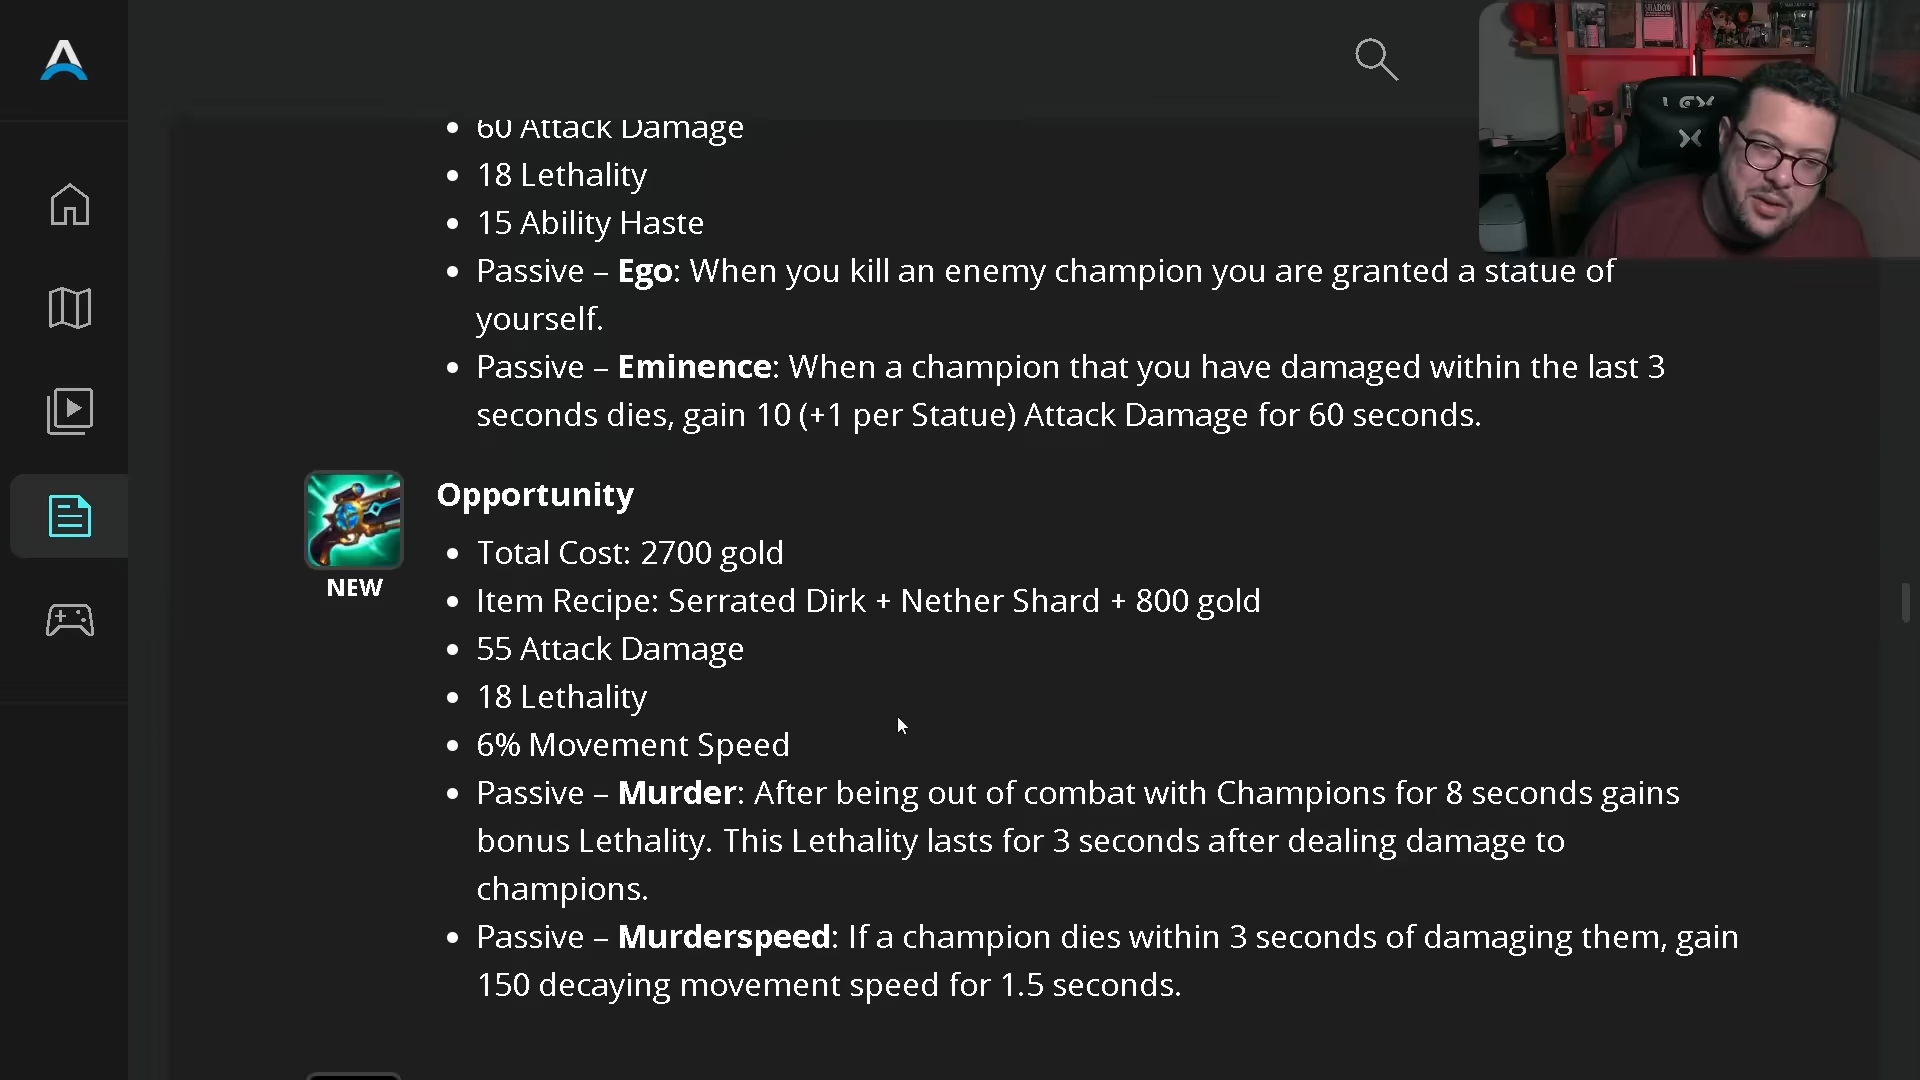 60 Attack Damage
18 Lethality
15 Ability Haste
Passive – Ego: When you kill an enemy champion you are granted a statue of
yourself.
Passive – Eminence: When a champion that you have damaged within the last 3
seconds dies, gain 10 (+1 per Statue) Attack Damage for 60 seconds.
Opportunity
NEW
Total Cost: 2700 gold
Item Recipe: Serrated Dirk + Nether Shard + 800 gold
55 Attack Damage
18 Lethality
6% Movement Speed
Passive – Murder: After being out of combat with Champions for 8 seconds gains
bonus Lethality. This Lethality lasts for 3 seconds after dealing damage to
champions.
Passive – Murderspeed: If a champion dies within 3 seconds of damaging them, gain
150 decaying movement speed for 1.5 seconds.